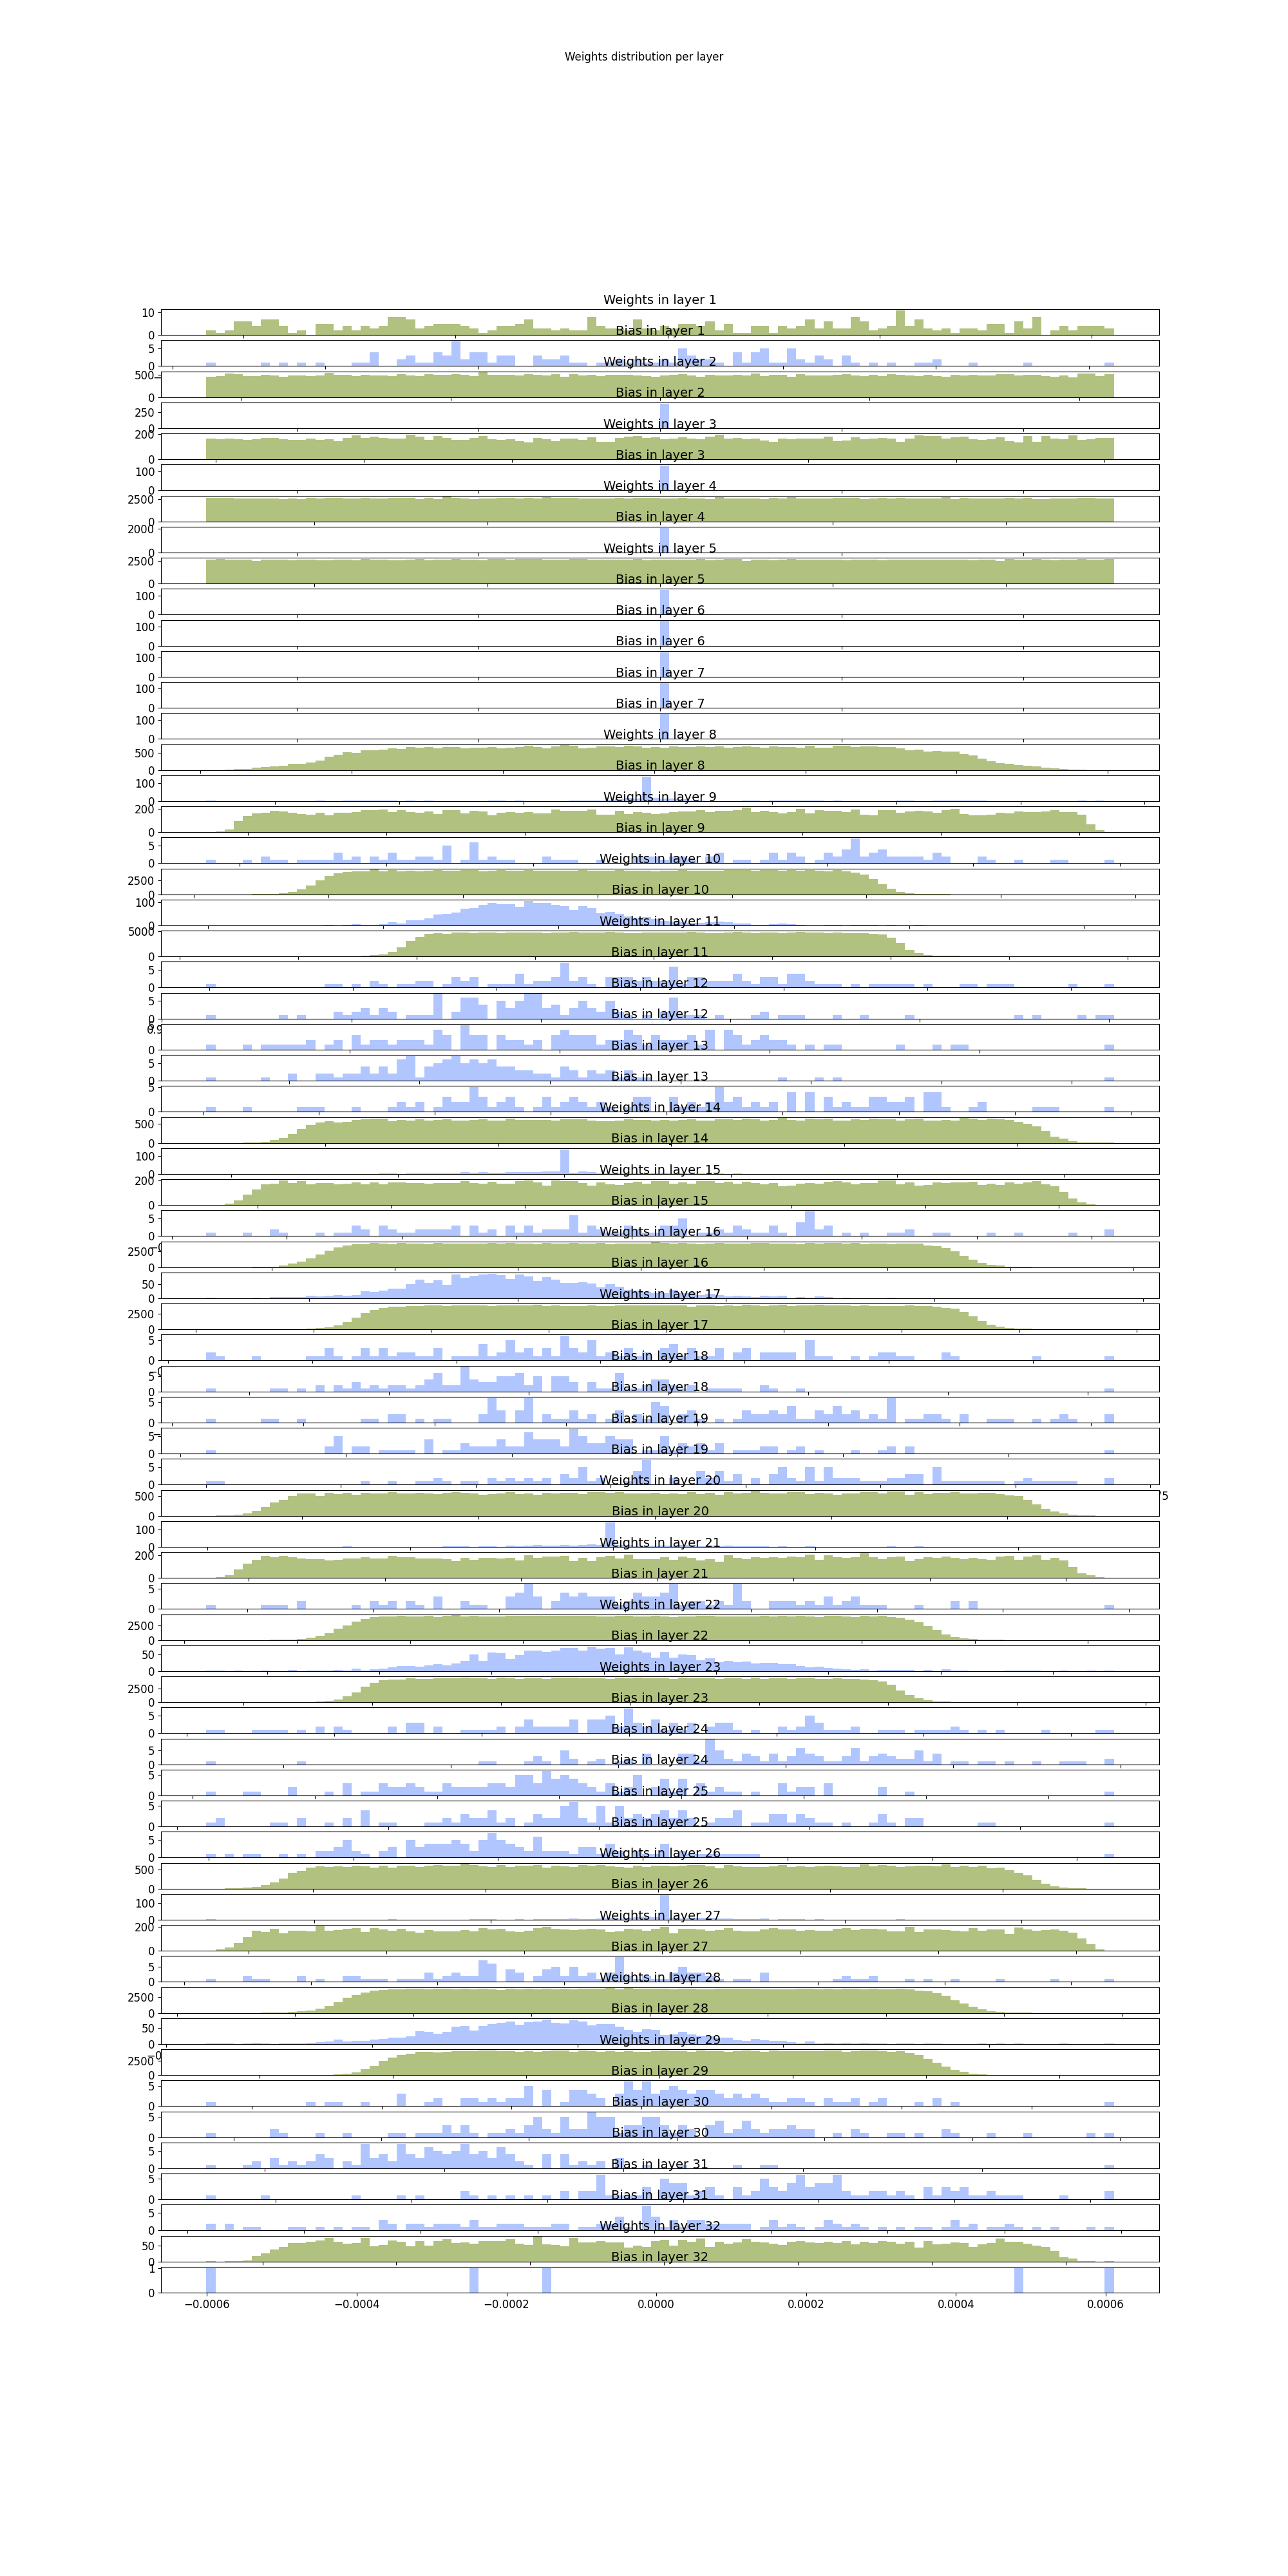 Weights distribution per layer
Weights in layer 1
10
0
Bias in layer 1
5
0
Weights in layer 2
500
0
Bias in layer 2
250
0
Weights in layer 3
200
0
Bias in layer 3
100
0
Weights in layer 4
2500
0
Bias in layer 4
2000
0
Weights in layer 5
2500
0
Bias in layer 5
100
0
Bias in layer 6
100
0
Bias in layer 6
100
0
Bias in layer 7
100
0
Bias in layer 7
100
0
Weights in layer 8
500
0
Bias in layer 8
100
0
Weights in layer 9
200
0
Bias in layer 9
5
0
Weights in layer 10
2500
0
Bias in layer 10
100
0
Weights in layer 11
5000
0
Bias in layer 11
5
0
Bias in layer 12
5
0
Bias in layer 12
0
Bias in layer 13
5
0
Bias in layer 13
5
0
Weights in layer 14
500
0
Bias in layer 14
100
0
Weights in layer 15
200
0
Bias in layer 15
5
0
Weights in layer 16
2500
0
Bias in layer 16
50
0
Weights in layer 17
2500
0
Bias in layer 17
5
0
Bias in layer 18
5
0
Bias in layer 18
5
0
Bias in layer 19
5
0
Bias in layer 19
5
0
Weights in layer 20
500
0
Bias in layer 20
100
0
Weights in layer 21
200
0
Bias in layer 21
5
0
Weights in layer 22
2500
0
Bias in layer 22
50
0
Weights in layer 23
2500
0
Bias in layer 23
5
0
Bias in layer 24
5
0
Bias in layer 24
5
0
Bias in layer 25
5
0
Bias in layer 25
5
0
Weights in layer 26
500
0
Bias in layer 26
100
0
Weights in layer 27
200
0
Bias in layer 27
5
0
Weights in layer 28
2500
0
Bias in layer 28
50
0
Weights in layer 29
2500
0
Bias in layer 29
5
0
Bias in layer 30
5
0
Bias in layer 30
5
0
Bias in layer 31
5
0
Bias in layer 31
5
0
Weights in layer 32
50
0
Bias in layer 32
1
0
−0.0006 −0.0004 −0.0002 0.0000 0.0002 0.0004 0.0006